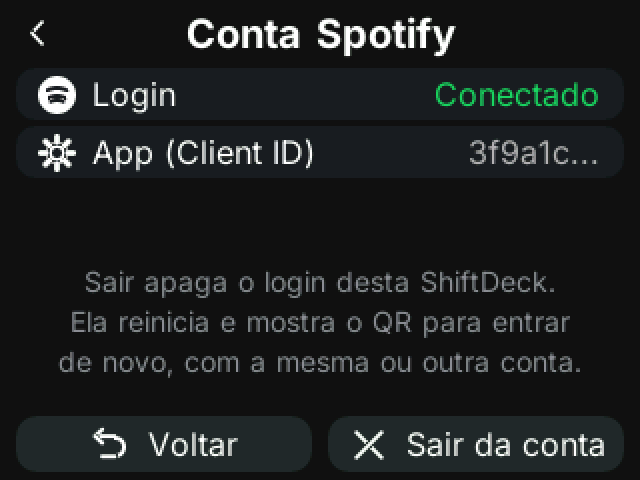 Conta Spotify
Login Conectado
App (Client ID) 3f9a1c...
Sair apaga o login desta ShiftDeck.
Ela reinicia e mostra o QR para entrar
de novo, com a mesma ou outra conta.
Voltar Sair da conta